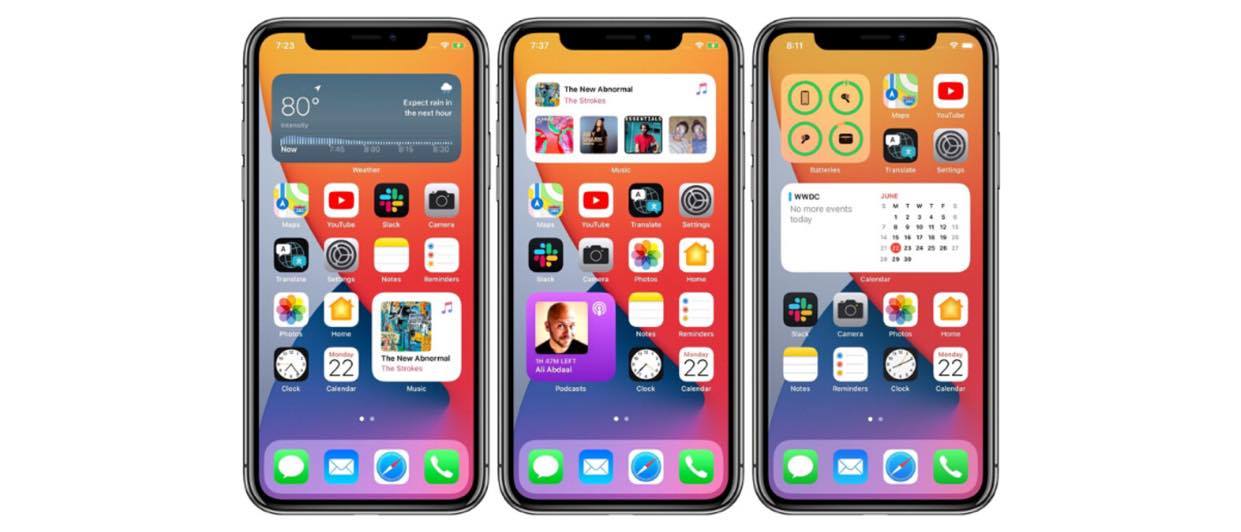 7:23
80°
Intensity
Expect rain in
the next hour
Now 7:45 8:00 8:15 8:30
Weather
Maps YouTube Slack Camera
Translate Settings Notes Reminders
Photos Home
The New Abnormal
The Strokes
Monday
22
Clock Calendar Music
7:37
The New Abnormal
The Strokes
ESSENTIALS
Music
Maps YouTube Translate Settings
Slack Camera Photos Home
1H 47M LEFT
Ali Abdaal
Notes Reminders
Monday
22
Podcasts Clock Calendar
8:11
Maps YouTube
Batteries Translate Settings
WWDC
No more events
today
JUNE
S M T W T F S
1 2 3 4 5 6
7 8 9 10 11 12 13
14 15 16 17 18 19 20
21 22 23 24 25 26 27
28 29 30
Calendar
Slack Camera Photos Home
Monday
22
Notes Reminders Clock Calendar